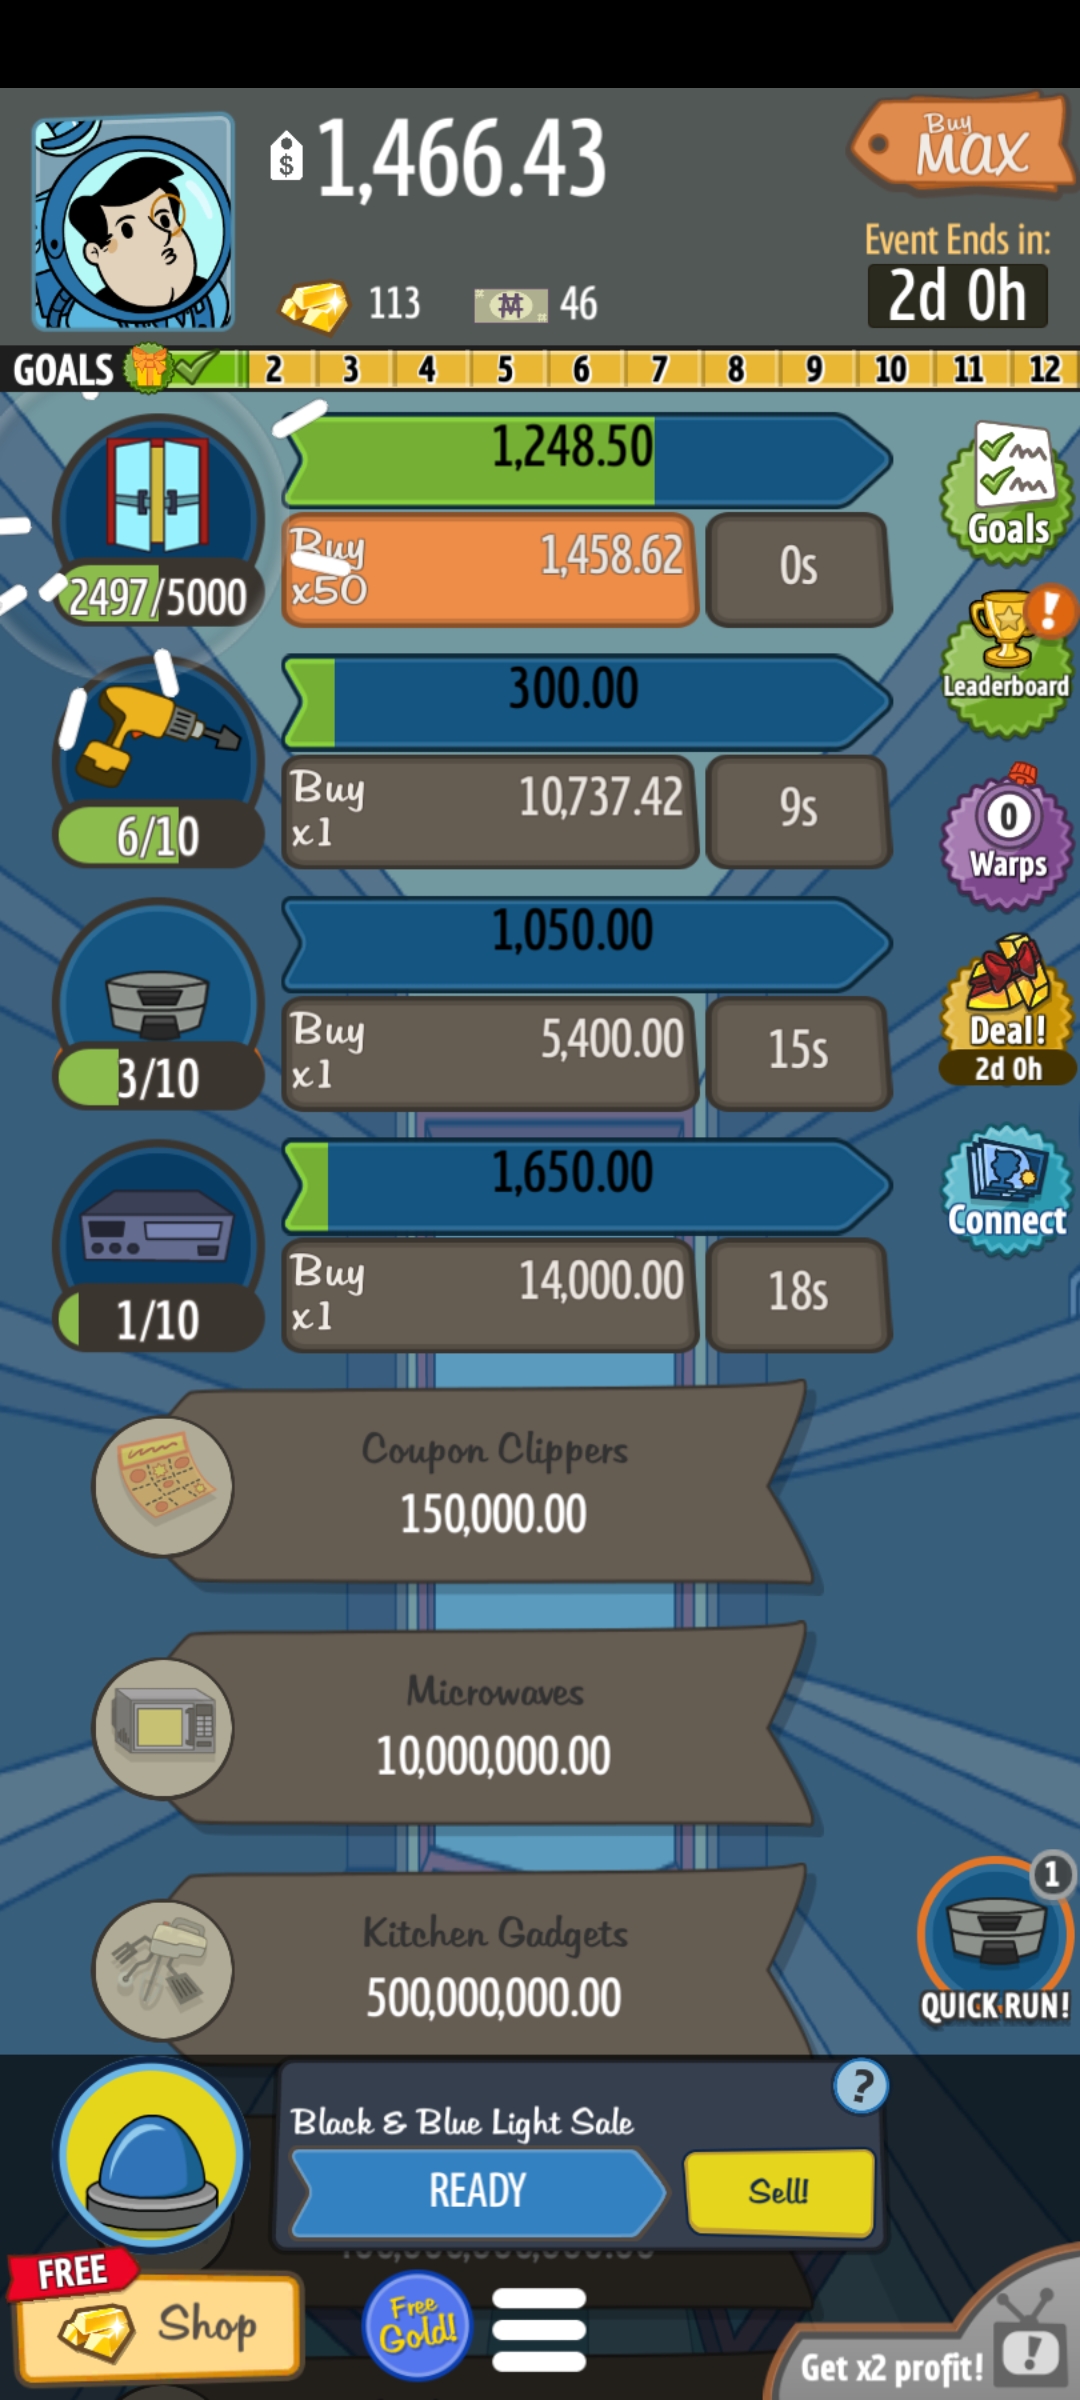 1,466.43
Buy
MAX
Event Ends in:
2d 0h
113
46
GOALS 2 3 4 5 6 7 8 9 10 11 12
1,248.50
Buy
x50
1,458.62
0s
2497/5000
Goals
300.00
Buy
x1
10,737.42
9s
6/10
Leaderboard
0
Warps
1,050.00
Buy
x1
5,400.00
15s
3/10
Deal!
2d 0h
1,650.00
Buy
x1
14,000.00
18s
1/10
Connect
Coupon Clippers
150,000.00
Microwaves
10,000,000.00
Kitchen Gadgets
500,000,000.00
1
QUICK RUN!
Black & Blue Light Sale
?
READY
Sell!
FREE
Shop
Free
Gold!
Get x2 profit!